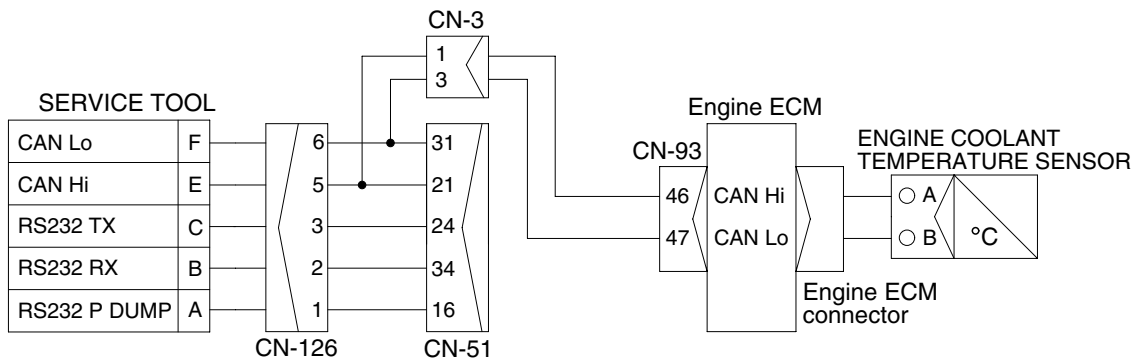 CN-3
1
3
SERVICE TOOL
CAN Lo F
CAN Hi E
RS232 TX C
RS232 RX B
RS232 P DUMP A
6
5
3
2
1
CN-126
31
21
24
34
16
CN-51
Engine ECM
CN-93
46 CAN Hi
47 CAN Lo
Engine ECM
connector
ENGINE COOLANT
TEMPERATURE SENSOR
A
B
°C